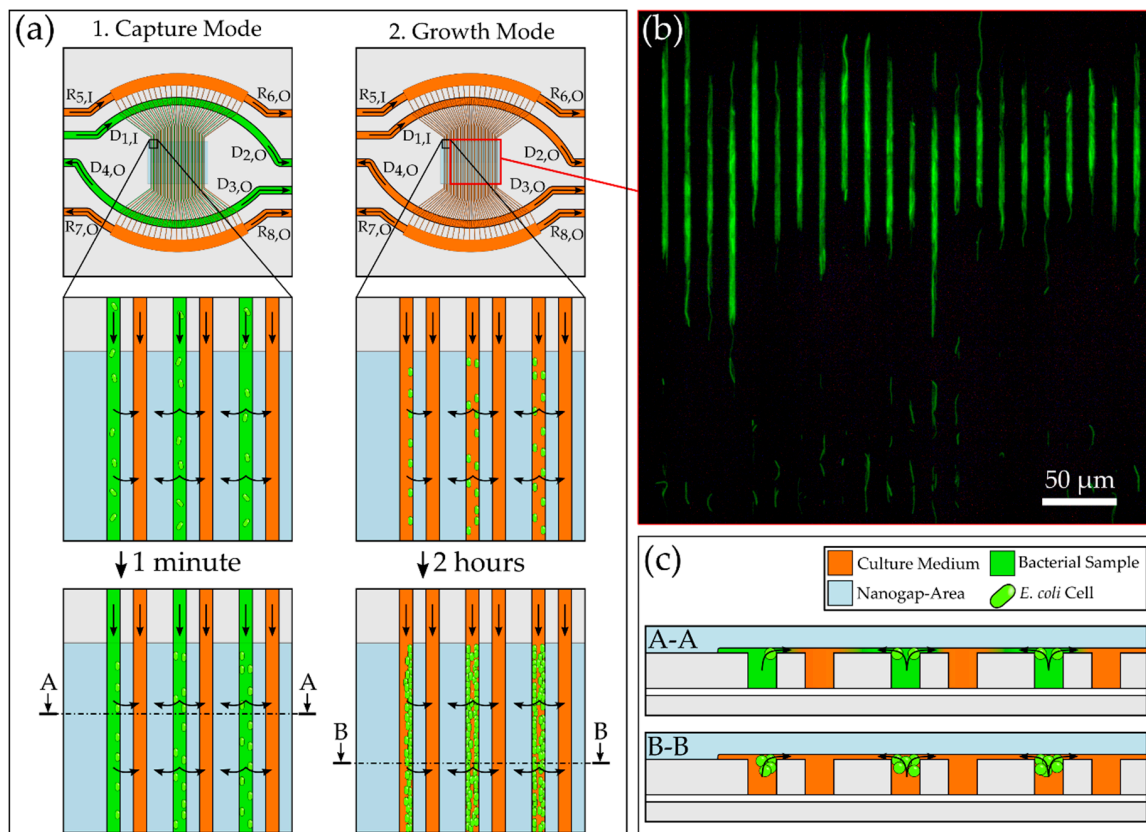 (a)
1. Capture Mode
2. Growth Mode
R5,I
R6,O
D1,I
D2,O
D4,O
D3,O
R7,O
R8,O
R5,I
R6,O
D1,I
D2,O
D4,O
D3,O
R7,O
R8,O
1 minute
2 hours
A
A
B
B
(b)
50 µm
(c)
Culture Medium
Bacterial Sample
Nanogap-Area
E. coli Cell
A-A
B-B